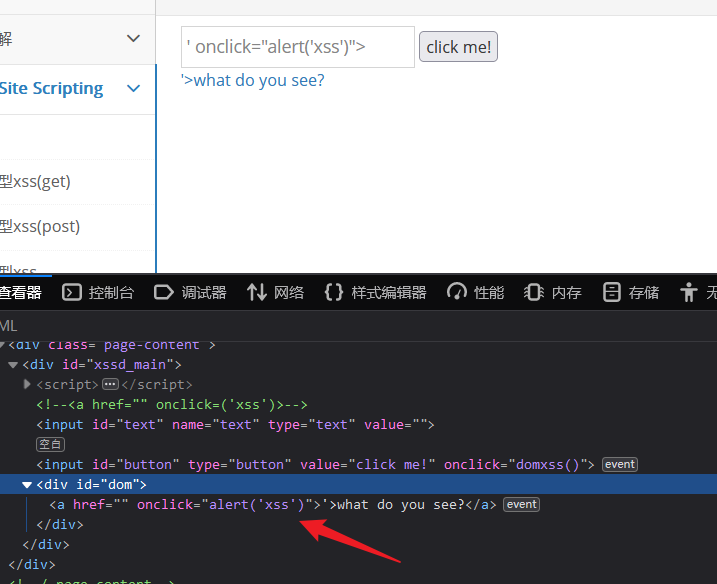 解
' onclick="alert('xss')">
click me!
Site Scripting
'>what do you see?
型xss(get)
型xss(post)
型xss
查看器 控制台 调试器 网络 样式编辑器 性能 内存 存储 无
ML
<div class= page-content >
<div id="xssd_main">
<script>···</script>
<!--<a href="" onclick=('xss')>-->
<input id="text" name="text" type="text" value="">
空白
<input id="button" type="button" value="click me!" onclick="domxss()"> event
<div id="dom">
<a href="" onclick="alert('xss')">'>what do you see?</a> event
</div>
</div>
</div>
<!-- / page-content -->